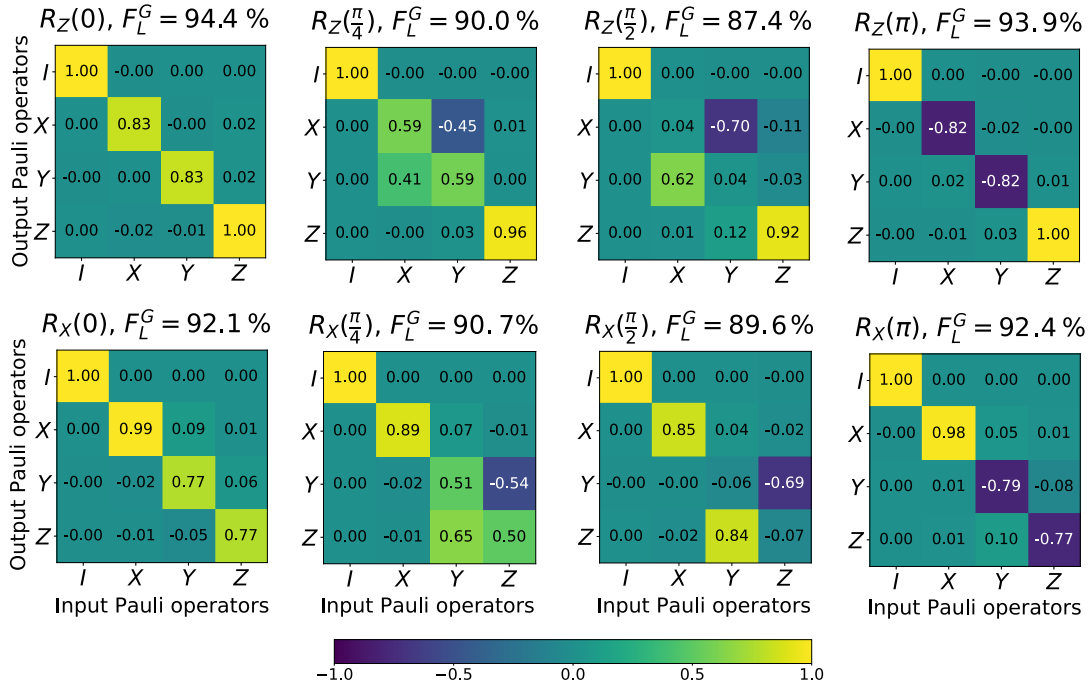 R_Z(0), F_L^G = 94.4 % R_Z(π/4), F_L^G = 90.0 % R_Z(π/2), F_L^G = 87.4 % R_Z(π), F_L^G = 93.9%
Output Pauli operators
I 1.00 -0.00 0.00 0.00 I 1.00 -0.00 -0.00 -0.00 I 1.00 -0.00 -0.00 -0.00 I 1.00 -0.00 -0.00 -0.00
X 0.00 0.83 -0.00 0.02 X 0.00 0.59 -0.45 0.01 X 0.00 0.04 -0.70 -0.11 X 0.00 -0.82 -0.02 -0.00
Y -0.00 0.00 0.83 0.02 Y 0.00 0.41 0.59 0.00 Y 0.00 0.62 0.04 -0.03 Y 0.00 0.02 -0.82 0.01
Z 0.00 -0.02 -0.01 1.00 Z 0.00 -0.00 0.03 0.96 Z 0.00 0.01 0.12 0.92 Z -0.00 -0.01 0.03 1.00
I X Y Z I X Y Z I X Y Z I X Y Z
R_X(0), F_L^G = 92.1 % R_X(π/4), F_L^G = 90.7% R_X(π/2), F_L^G = 89.6 % R_X(π), F_L^G = 92.4 %
Output Pauli operators
I 1.00 0.00 0.00 0.00 I 1.00 0.00 0.00 0.00 I 1.00 0.00 0.00 -0.00 I 1.00 0.00 0.00 0.00
X 0.00 0.99 0.09 0.01 X 0.00 0.89 0.07 -0.01 X 0.00 0.85 0.04 -0.02 X -0.00 0.98 0.05 0.01
Y -0.00 -0.02 0.77 0.06 Y 0.00 -0.02 0.51 -0.54 Y -0.00 -0.00 -0.06 -0.69 Y 0.00 0.01 -0.79 -0.08
Z -0.00 -0.01 -0.05 0.77 Z 0.00 -0.01 0.65 0.50 Z 0.00 -0.02 0.84 -0.07 Z 0.00 0.01 0.10 -0.77
I X Y Z I X Y Z I X Y Z I X Y Z
Input Pauli operators Input Pauli operators Input Pauli operators Input Pauli operators
−1.0 −0.5 0.0 0.5 1.0